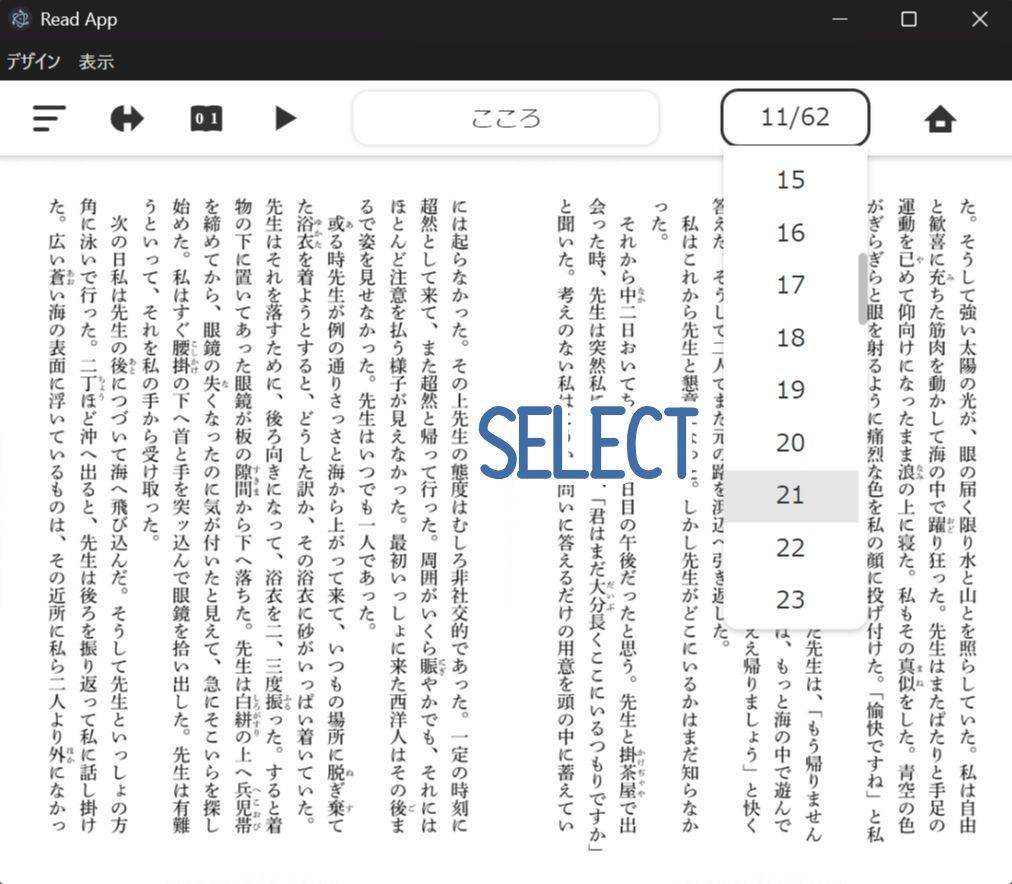 Read App
デザイン 表示
0 1
こころ
11/62
15
16
17
18
19
20
21
22
23
SELECT
た。そうして強い太陽の光が、眼の届く限り水と山とを照らしていた。私は自由
と歓喜に充ちた筋肉を動かして海の中で躍り狂った。先生はまたぱたりと手足の
運動を已めて仰向けになったまま浪の上に寝た。私もその真似をした。青空の色
がぎらぎらと眼を射るように痛烈な色を私の顔に投げ付けた。「愉快ですね」と私
た先生は、「もう帰りません
は、もっと海の中で遊んで
え帰りましょう」と快く
答えた。そうして二人でまた元の路を浜辺へ引き返した。
私はこれから先生と懇意になった。しかし先生がどこにいるかはまだ知らなか
った。
それから中二日おいてち 日目の午後だったと思う。先生と掛茶屋で出
会った時、先生は突然私に 、「君はまだ大分長くここにいるつもりですか」
と聞いた。考えのない私は 問いに答えるだけの用意を頭の中に蓄えてい
には起らなかった。その上先生の態度はむしろ非社交的であった。一定の時刻に
超然として来て、また超然と帰って行った。周囲がいくら賑やかでも、それには
ほとんど注意を払う様子が見えなかった。最初いっしょに来た西洋人はその後ま
るで姿を見せなかった。先生はいつでも一人であった。
或る時先生が例の通りさっさと海から上がって来て、いつもの場所に脱ぎ棄て
た浴衣を着ようとすると、どうした訳か、その浴衣に砂がいっぱい着いていた。
先生はそれを落すために、後ろ向きになって、浴衣を二、三度振った。すると着
物の下に置いてあった眼鏡が板の隙間から下へ落ちた。先生は白絣の上へ兵児帯
を締めてから、眼鏡の失くなったのに気が付いたと見えて、急にそこいらを探し
始めた。私はすぐ腰掛の下へ首と手を突ッ込んで眼鏡を拾い出した。先生は有難
うといって、それを私の手から受け取った。
次の日私は先生の後につづいて海へ飛び込んだ。そうして先生といっしょの方
角に泳いで行った。二丁ほど沖へ出ると、先生は後ろを振り返って私に話し掛け
た。広い蒼い海の表面に浮いているものは、その近所に私ら二人より外になかっ